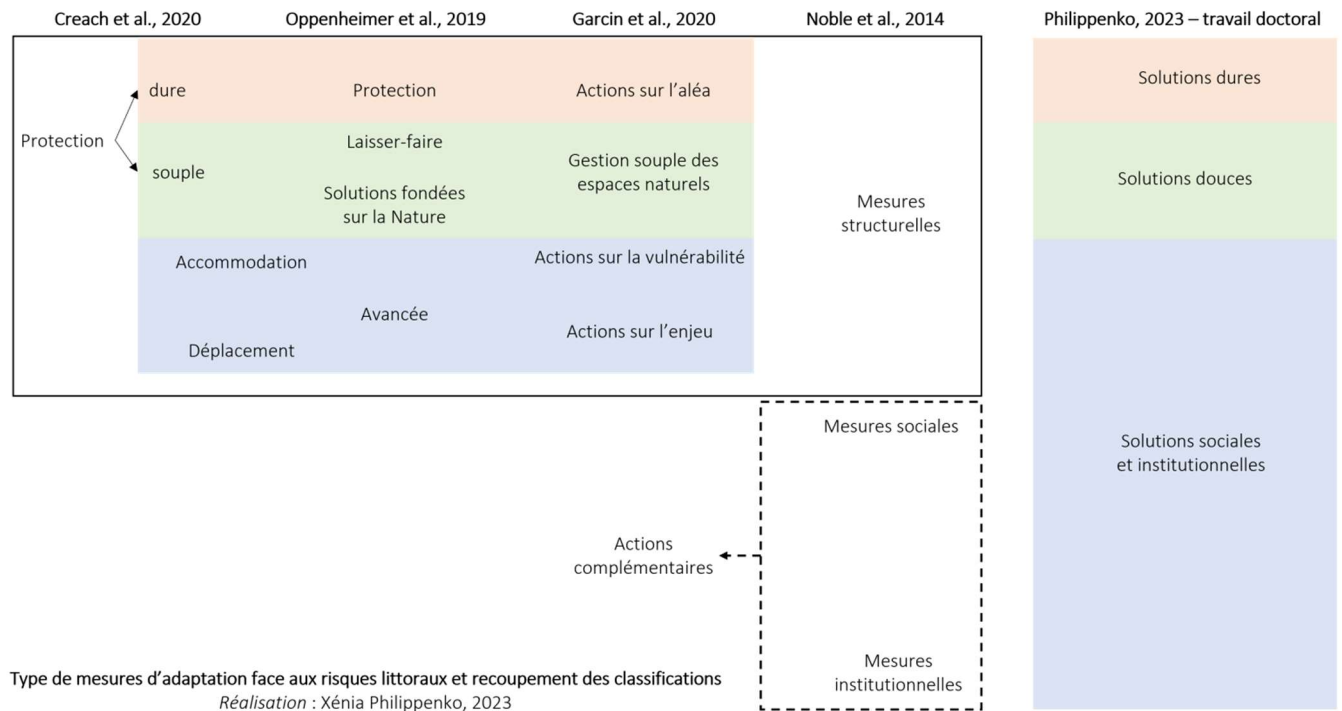 Creach et al., 2020
Oppenheimer et al., 2019
Garcin et al., 2020
Noble et al., 2014
Philippenko, 2023 – travail doctoral
Protection
dure
souple
Protection
Laisser-faire
Solutions fondées
sur la Nature
Actions sur l’aléa
Gestion souple des
espaces naturels
Mesures
structurelles
Solutions dures
Solutions douces
Accommodation
Déplacement
Avancée
Actions sur la vulnérabilité
Actions sur l’enjeu
Mesures sociales
Solutions sociales
et institutionnelles
Actions
complémentaires
Mesures
institutionnelles
Type de mesures d’adaptation face aux risques littoraux et recoupement des classifications
Réalisation : Xénia Philippenko, 2023